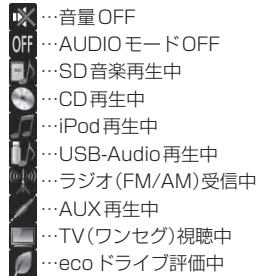 …音量OFF
OFF…AUDIOモードOFF
…SD音楽再生中
…CD再生中
…iPod再生中
…USB-Audio再生中
…ラジオ(FM/AM)受信中
…AUX再生中
…TV(ワンセグ)視聴中
…ecoドライブ評価中